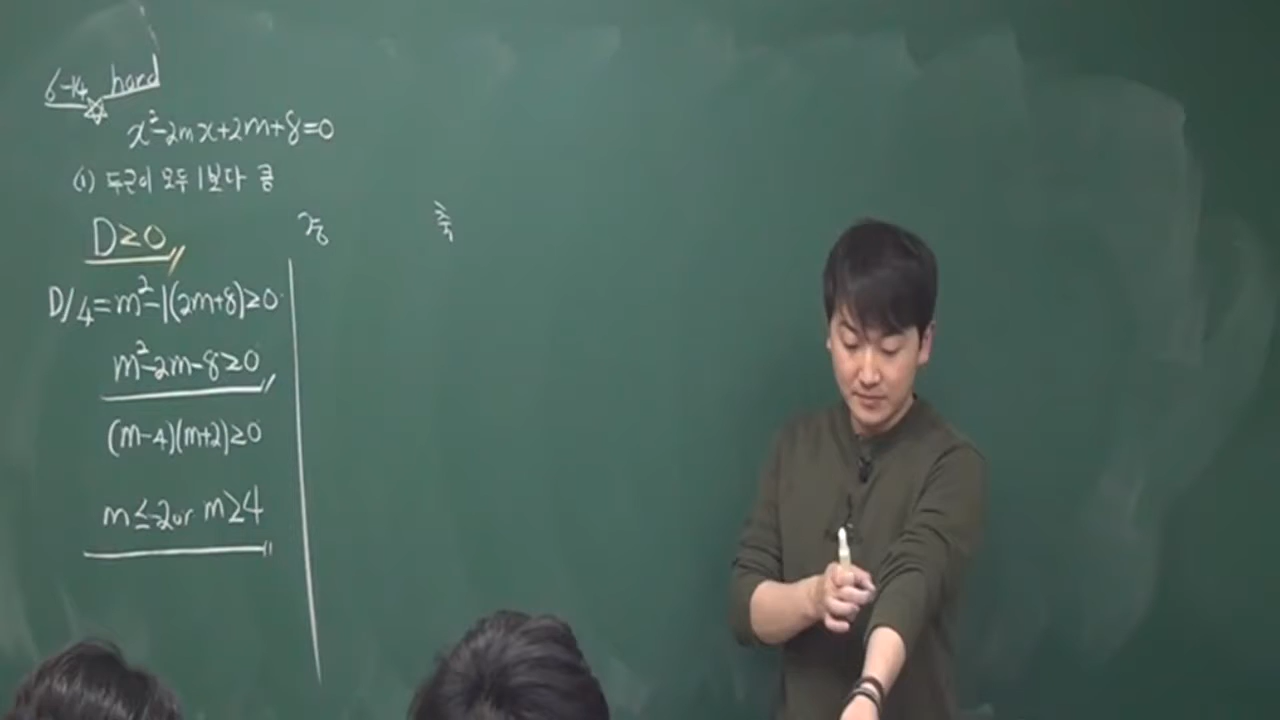 6-14 hard
x²-2mx+2m+8=0
(1) 두근이 모두 1보다 큼
D≥0 중 축
D/4=m²-1(2m+8)≥0
m²-2m-8≥0
(m-4)(m+2)≥0
m≤-2 or m≥4